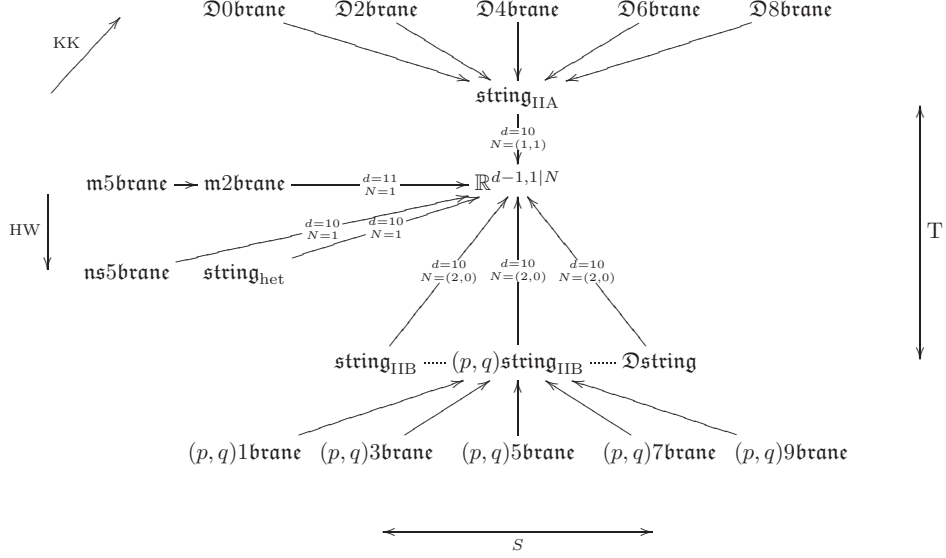 𝔇0𝔟𝔯𝔞𝔫𝔢 𝔇2𝔟𝔯𝔞𝔫𝔢 𝔇4𝔟𝔯𝔞𝔫𝔢 𝔇6𝔟𝔯𝔞𝔫𝔢 𝔇8𝔟𝔯𝔞𝔫𝔢
KK
𝔰𝔱𝔯𝔦𝔫𝔤_IIA
d=10
N=(1,1)
𝔪5𝔟𝔯𝔞𝔫𝔢 𝔪2𝔟𝔯𝔞𝔫𝔢 d=11 ℝ^{d−1,1|N}
N=1
HW d=10 d=10 T
N=1 N=1
𝔫𝔰5𝔟𝔯𝔞𝔫𝔢 𝔰𝔱𝔯𝔦𝔫𝔤_het d=10 d=10 d=10
N=(2,0) N=(2,0) N=(2,0)
𝔰𝔱𝔯𝔦𝔫𝔤_IIB (p, q)𝔰𝔱𝔯𝔦𝔫𝔤_IIB 𝔇𝔰𝔱𝔯𝔦𝔫𝔤
(p, q)1𝔟𝔯𝔞𝔫𝔢 (p, q)3𝔟𝔯𝔞𝔫𝔢 (p, q)5𝔟𝔯𝔞𝔫𝔢 (p, q)7𝔟𝔯𝔞𝔫𝔢 (p, q)9𝔟𝔯𝔞𝔫𝔢
S